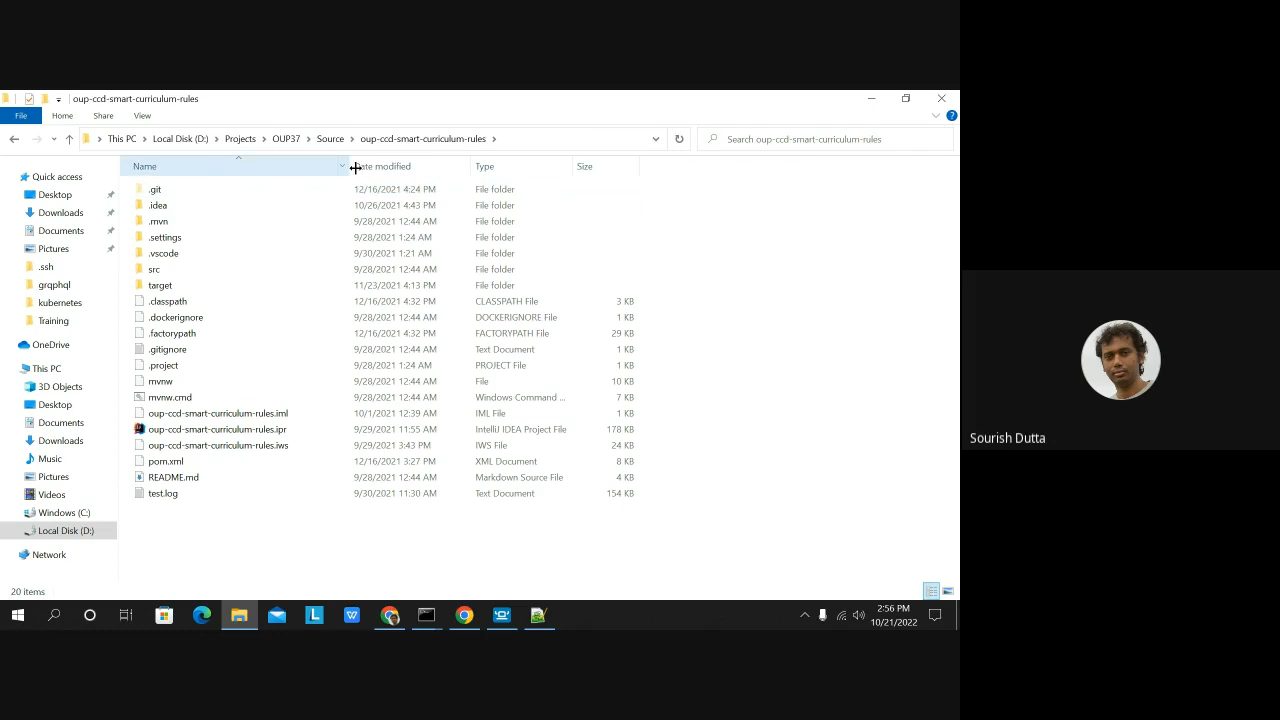 oup-ccd-smart-curriculum-rules
File Home Share View
This PC Local Disk (D:) Projects OUP37 Source oup-ccd-smart-curriculum-rules Search oup-ccd-smart-curriculum-rules
Name Date modified Type Size
Quick access
Desktop
Downloads
Documents
Pictures
.ssh
grqphql
kubernetes
Training
OneDrive
This PC
3D Objects
Desktop
Documents
Downloads
Music
Pictures
Videos
Windows (C:)
Local Disk (D:)
Network
.git 12/16/2021 4:24 PM File folder
.idea 10/26/2021 4:43 PM File folder
.mvn 9/28/2021 12:44 AM File folder
.settings 9/28/2021 1:24 AM File folder
.vscode 9/30/2021 1:21 AM File folder
src 9/28/2021 12:44 AM File folder
target 11/23/2021 4:13 PM File folder
.classpath 12/16/2021 4:32 PM CLASSPATH File 3 KB
.dockerignore 9/28/2021 12:44 AM DOCKERIGNORE File 1 KB
.factorypath 12/16/2021 4:32 PM FACTORYPATH File 29 KB
.gitignore 9/28/2021 12:44 AM Text Document 1 KB
.project 9/28/2021 1:24 AM PROJECT File 1 KB
mvnw 9/28/2021 12:44 AM File 10 KB
mvnw.cmd 9/28/2021 12:44 AM Windows Command ... 7 KB
oup-ccd-smart-curriculum-rules.iml 10/1/2021 12:39 AM IML File 1 KB
oup-ccd-smart-curriculum-rules.ipr 9/29/2021 11:55 AM IntelliJ IDEA Project File 178 KB
oup-ccd-smart-curriculum-rules.iws 9/29/2021 3:43 PM IWS File 24 KB
pom.xml 12/16/2021 3:27 PM XML Document 8 KB
README.md 9/28/2021 12:44 AM Markdown Source File 4 KB
test.log 9/30/2021 11:30 AM Text Document 154 KB
20 items
2:56 PM
10/21/2022
Sourish Dutta